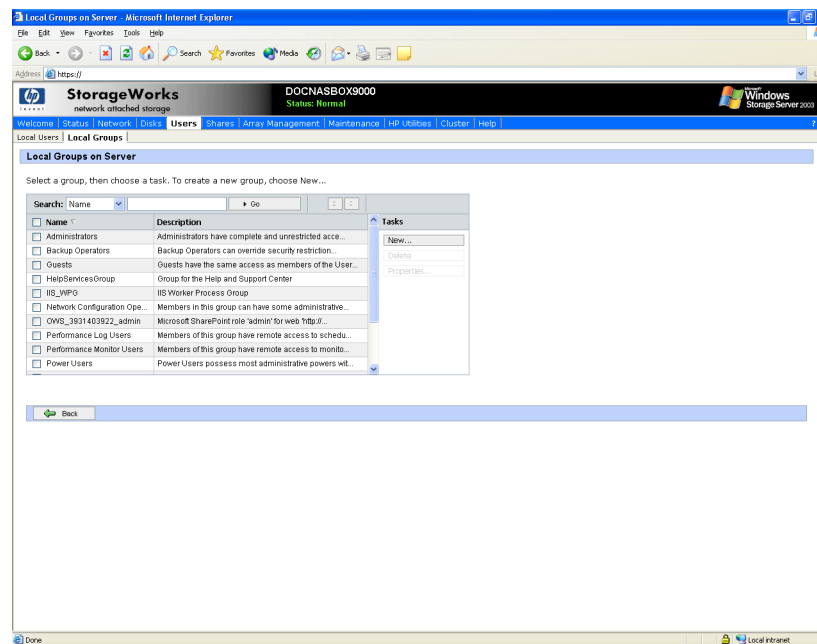 Local Groups on Server - Microsoft Internet Explorer
File Edit View Favorites Tools Help
Back Search Favorites Media
Address https://
hp invent StorageWorks DOCNASBOX9000 Microsoft Windows
network attached storage Status: Normal Storage Server 2003
Welcome Status Network Disks Users Shares Array Management Maintenance HP Utilities Cluster Help ?
Local Users Local Groups
Local Groups on Server
Select a group, then choose a task. To create a new group, choose New...
Search: Name Go
Name Description Tasks
Administrators Administrators have complete and unrestricted acce... New...
Backup Operators Backup Operators can override security restriction... Delete
Guests Guests have the same access as members of the User... Properties...
HelpServicesGroup Group for the Help and Support Center
IIS_WPG IIS Worker Process Group
Network Configuration Ope... Members in this group can have some administrative...
OWS_3931403922_admin Microsoft SharePoint role 'admin' for web 'http://...
Performance Log Users Members of this group have remote access to schedu...
Performance Monitor Users Members of this group have remote access to monito...
Power Users Power Users possess most administrative powers wit...
Back
Done Local intranet